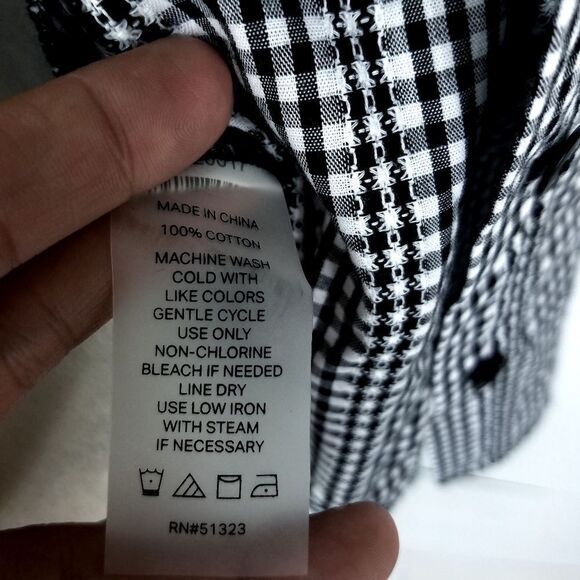 MADE IN CHINA
100% COTTON
MACHINE WASH
COLD WITH
LIKE COLORS
GENTLE CYCLE
USE ONLY
NON-CHLORINE
BLEACH IF NEEDED
LINE DRY
USE LOW IRON
WITH STEAM
IF NECESSARY
RN#51323